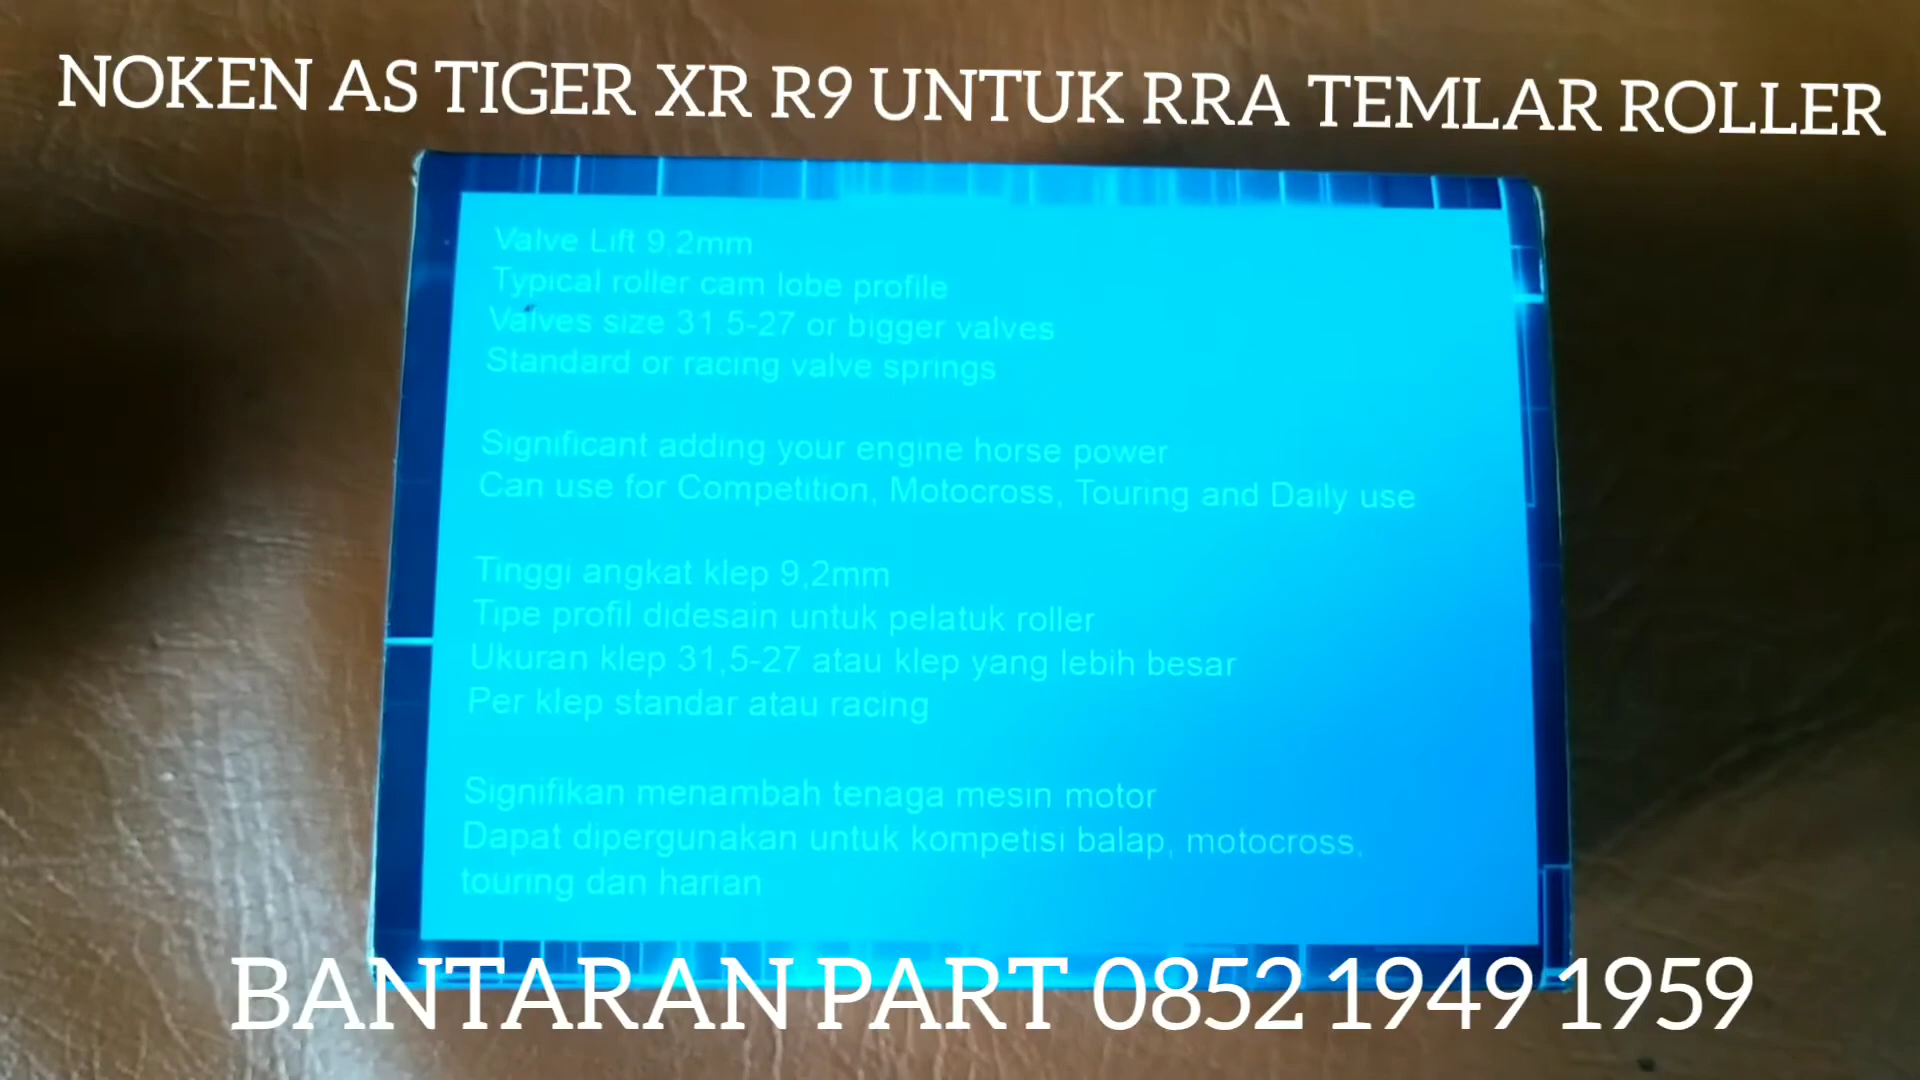 NOKEN AS TIGER XR R9 UNTUK RRA TEMLAR ROLLER
Valve Lift 9,2mm
Typical roller cam lobe profile
Valves size 31.5-27 or bigger valves
Standard or racing valve springs
Significant adding your engine horse power
Can use for Competition, Motocross, Touring and Daily use
Tinggi angkat klep 9,2mm
Tipe profil didesain untuk pelatuk roller
Ukuran klep 31,5-27 atau klep yang lebih besar
Per klep standar atau racing
Signifikan menambah tenaga mesin motor
Dapat dipergunakan untuk kompetisi balap, motocross,
touring dan harian
BANTARAN PART 0852 1949 1959